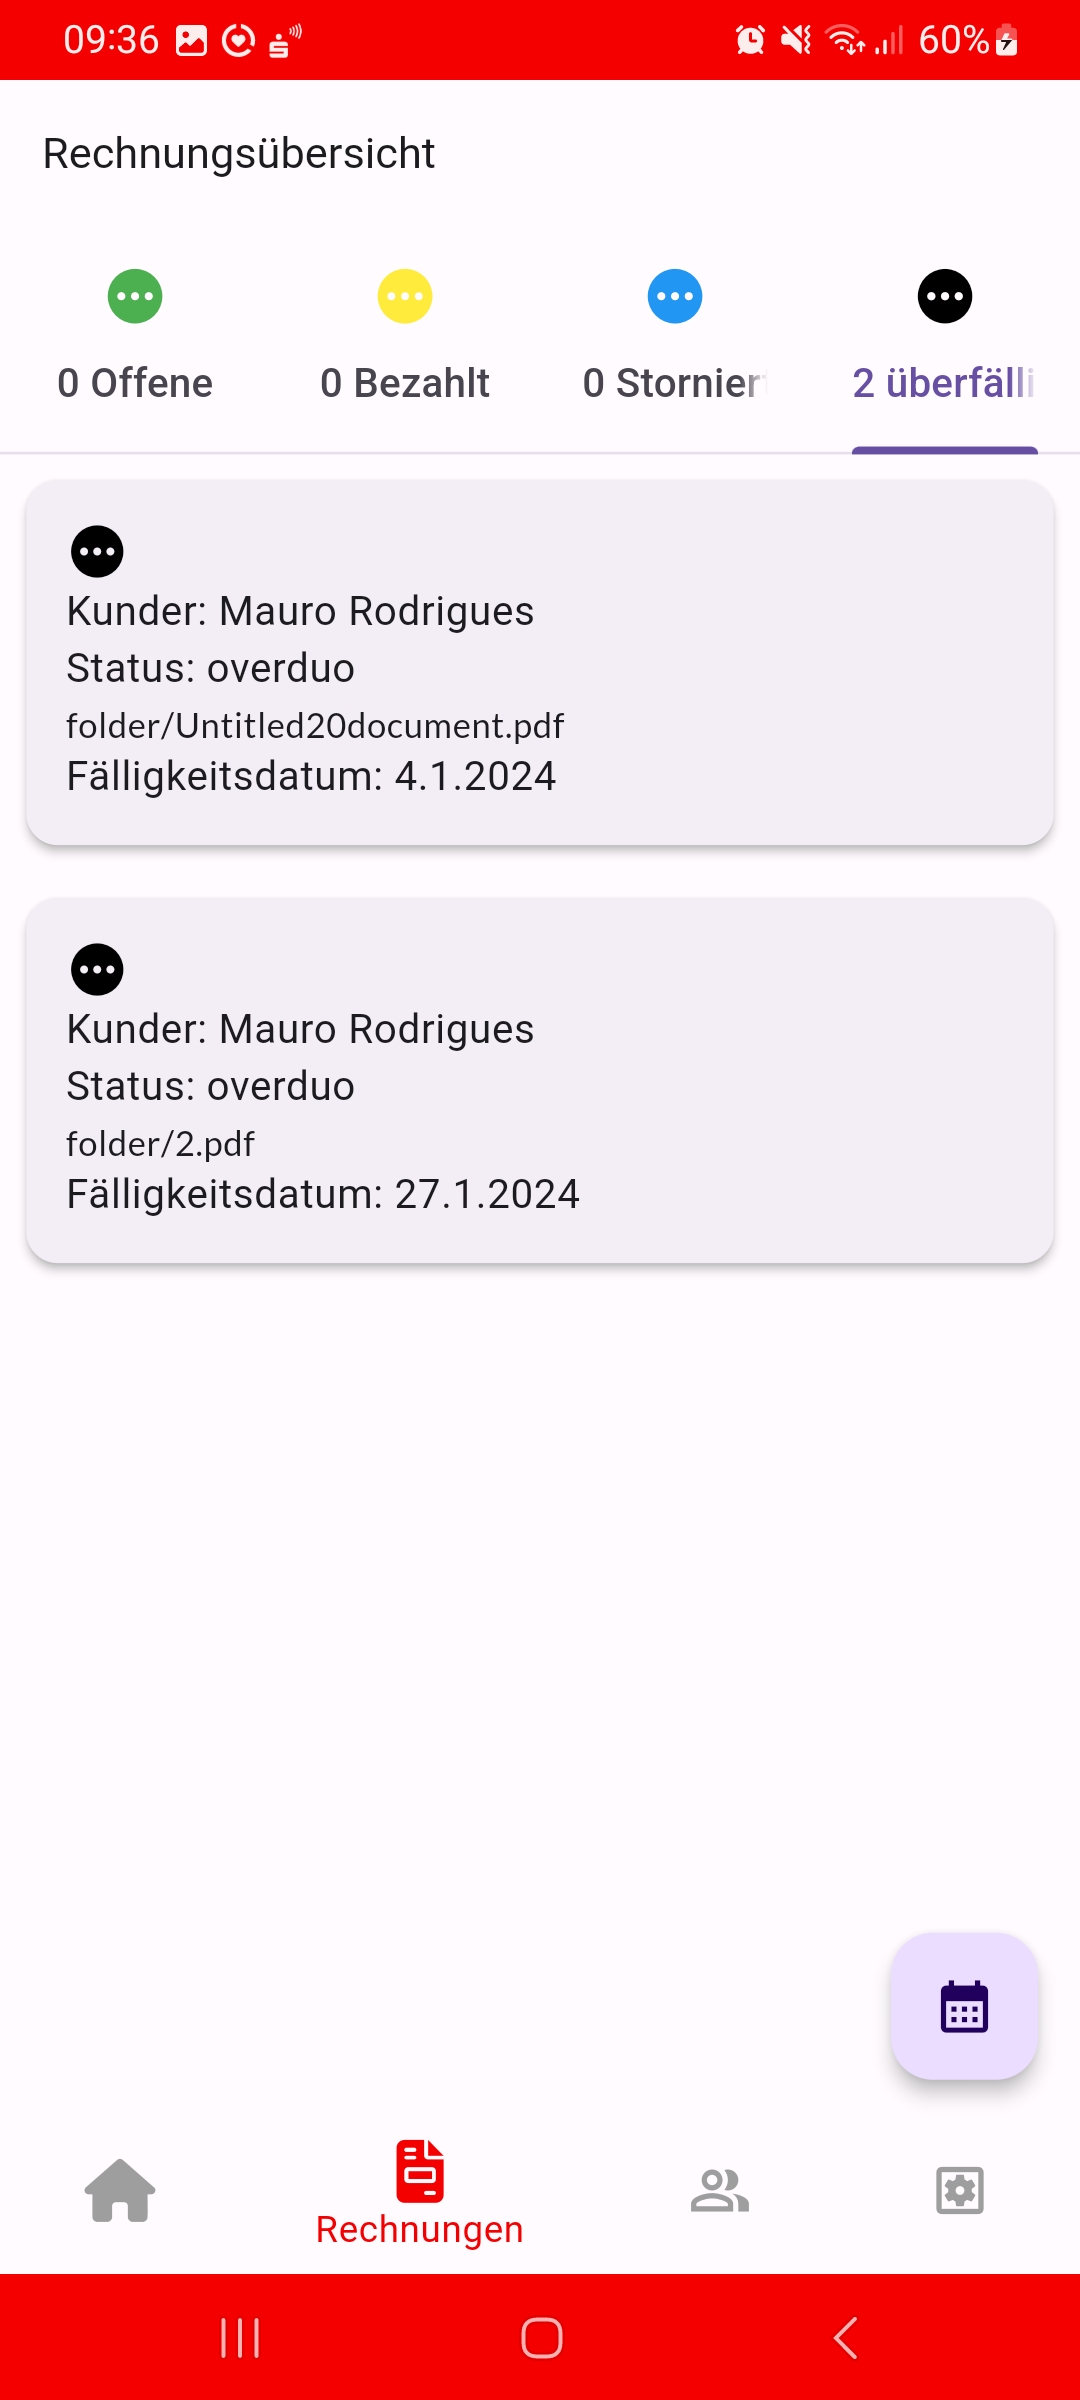 09:36
60%
Rechnungsübersicht
0 Offene
0 Bezahlt
0 Stornier
2 überfälli
Kunder: Mauro Rodrigues
Status: overduo
folder/Untitled20document.pdf
Fälligkeitsdatum: 4.1.2024
Kunder: Mauro Rodrigues
Status: overduo
folder/2.pdf
Fälligkeitsdatum: 27.1.2024
Rechnungen